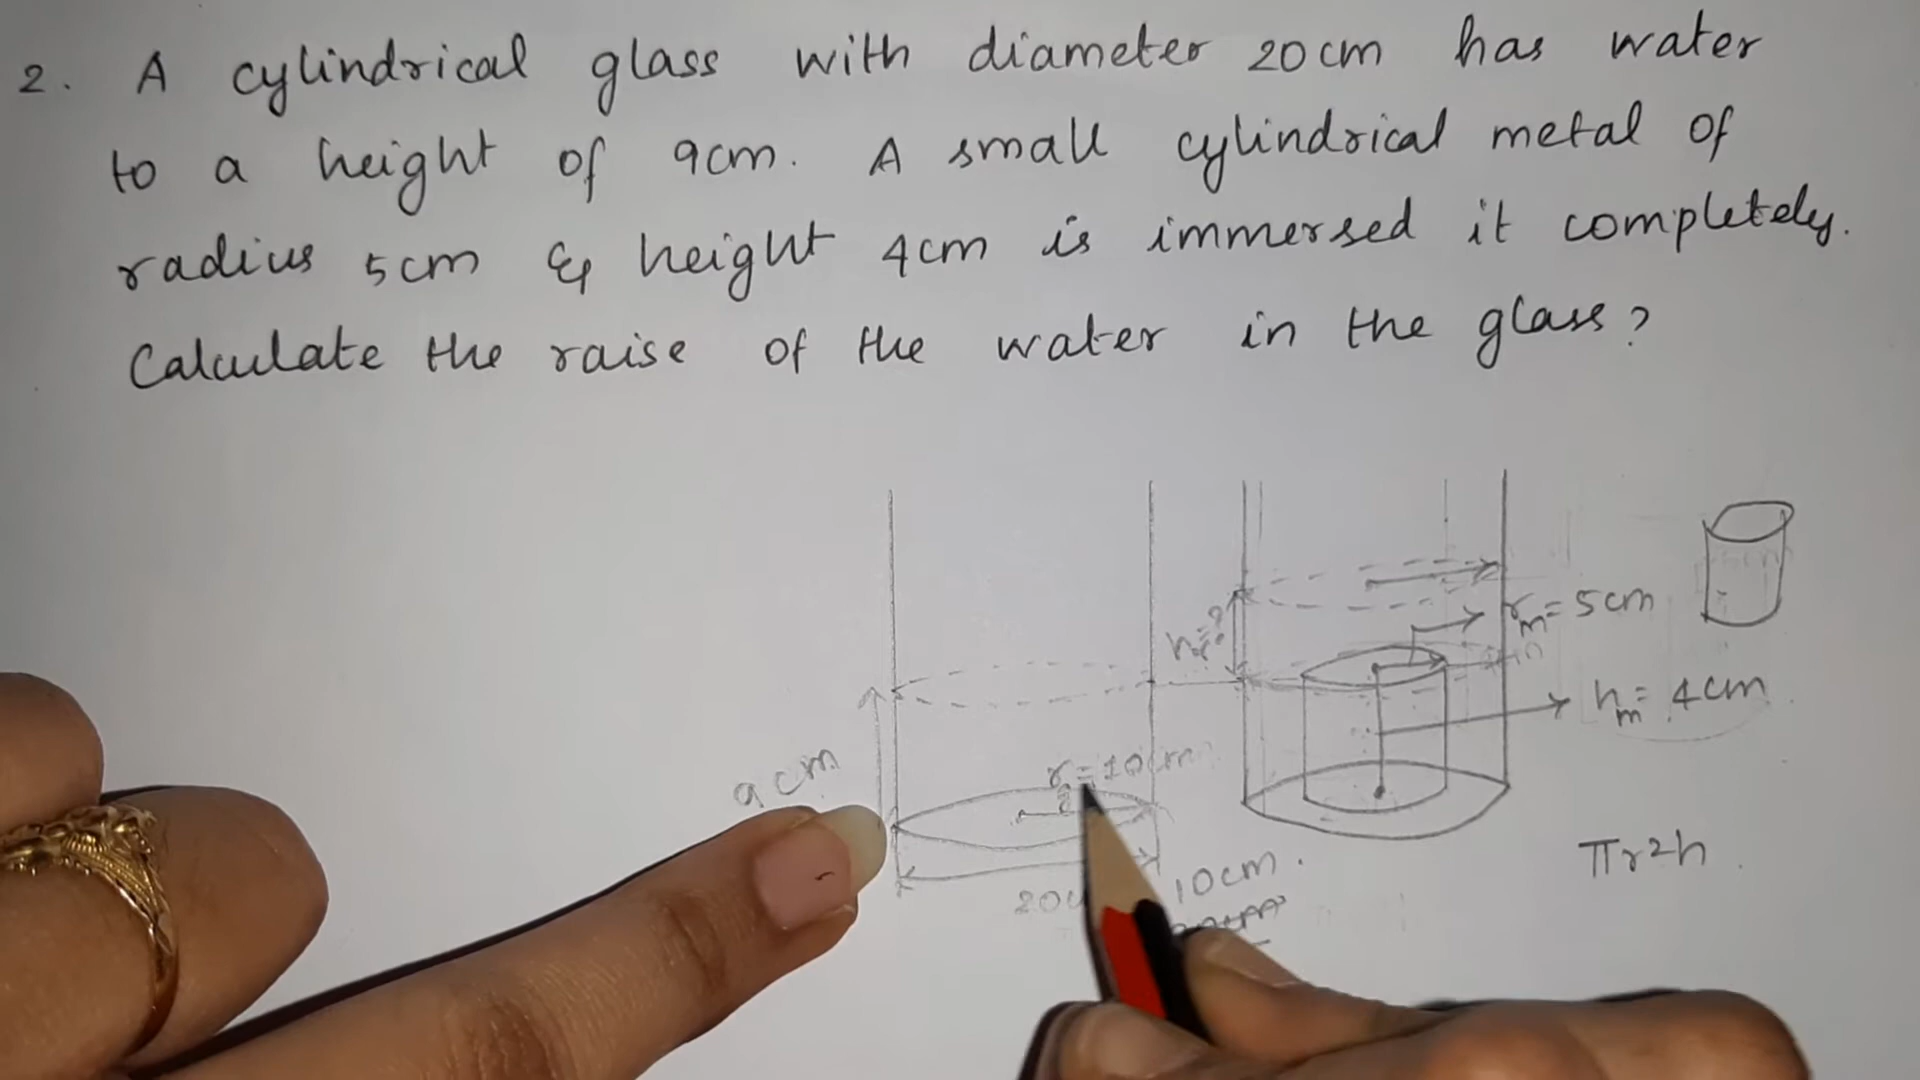 2. A cylindrical glass with diameter 20cm has water
to a height of 9cm. A small cylindrical metal of
radius 5cm & height 4cm is immersed it completely.
Calculate the raise of the water in the glass?
rm = 5cm
h = ?
hm = 4cm
9cm
r = 10cm
πr2h
10cm.